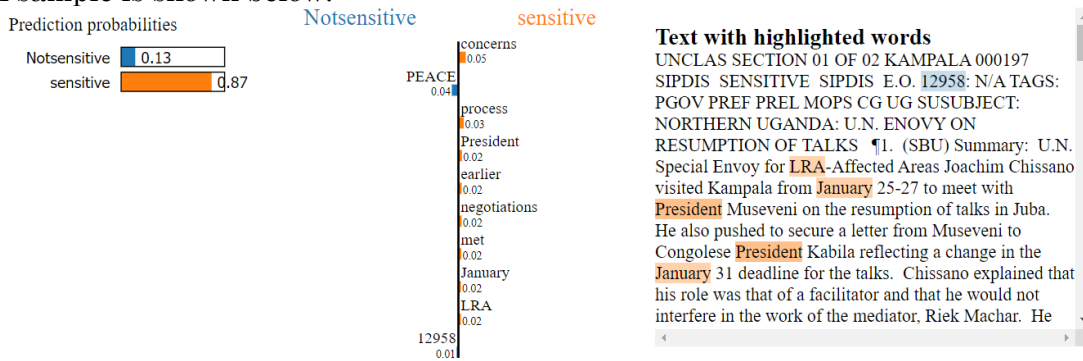 Prediction probabilities
Notsensitive 0.13
sensitive 0.87
Notsensitive sensitive
concerns
0.05
PEACE
0.04
process
0.03
President
0.02
earlier
0.02
negotiations
0.02
met
0.02
January
0.02
LRA
0.02
12958
0.01
Text with highlighted words
UNCLAS SECTION 01 OF 02 KAMPALA 000197
SIPDIS SENSITIVE SIPDIS E.O. 12958: N/A TAGS:
PGOV PREF PREL MOPS CG UG SUSUBJECT:
NORTHERN UGANDA: U.N. ENOVY ON
RESUMPTION OF TALKS ¶1. (SBU) Summary: U.N.
Special Envoy for LRA-Affected Areas Joachim Chissano
visited Kampala from January 25-27 to meet with
President Museveni on the resumption of talks in Juba.
He also pushed to secure a letter from Museveni to
Congolese President Kabila reflecting a change in the
January 31 deadline for the talks. Chissano explained that
his role was that of a facilitator and that he would not
interfere in the work of the mediator, Riek Machar. He